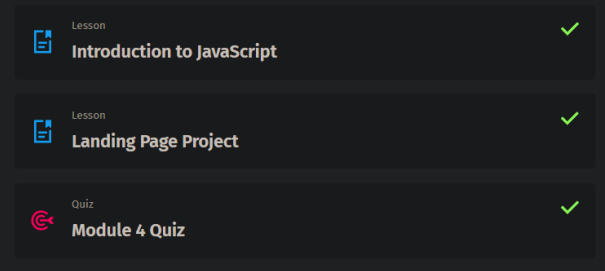 Lesson
Introduction to JavaScript
Lesson
Landing Page Project
Quiz
Module 4 Quiz